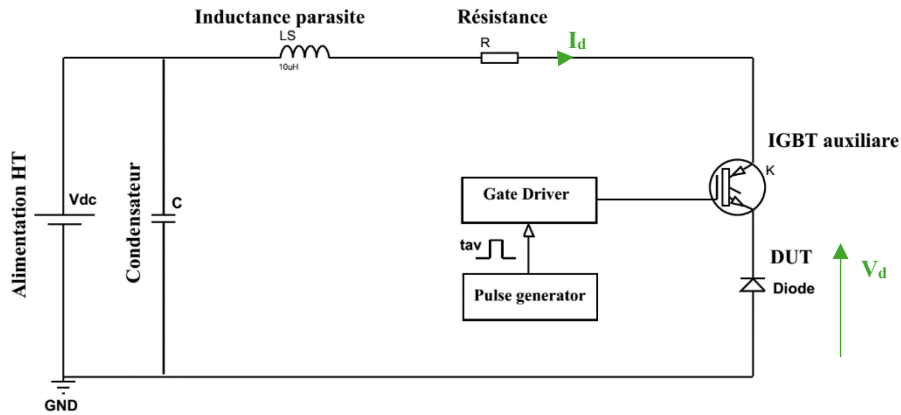 Inductance parasite
LS
10uH
Résistance
R
Id
IGBT auxiliare
K
Alimentation HT
Vdc
Condensateur
C
Gate Driver
tav
Pulse generator
DUT
Diode
Vd
GND